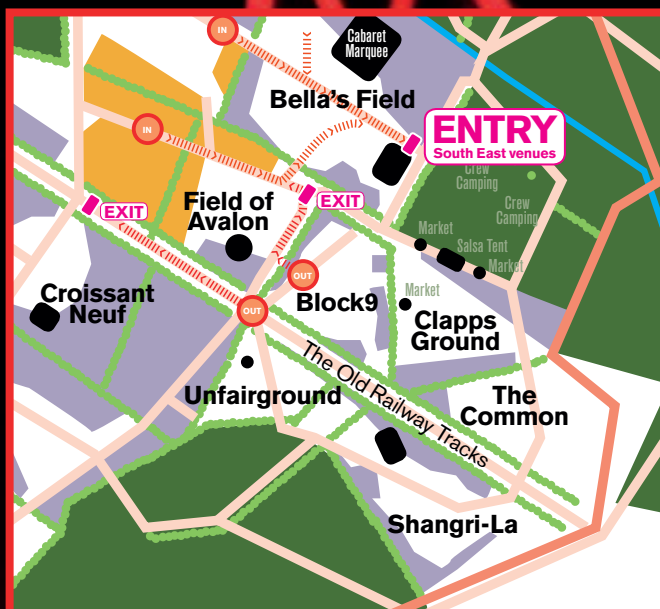 IN
Cabaret
Marquee
Bella's Field
ENTRY
South East venues
IN
Crew
Camping
EXIT
Field of
Avalon
EXIT
Crew
Camping
Market
Salsa Tent
Market
OUT
Croissant
Neuf
Block9
Market
OUT
Clapps
Ground
The Old Railway Tracks
Unfairground
The
Common
Shangri-La